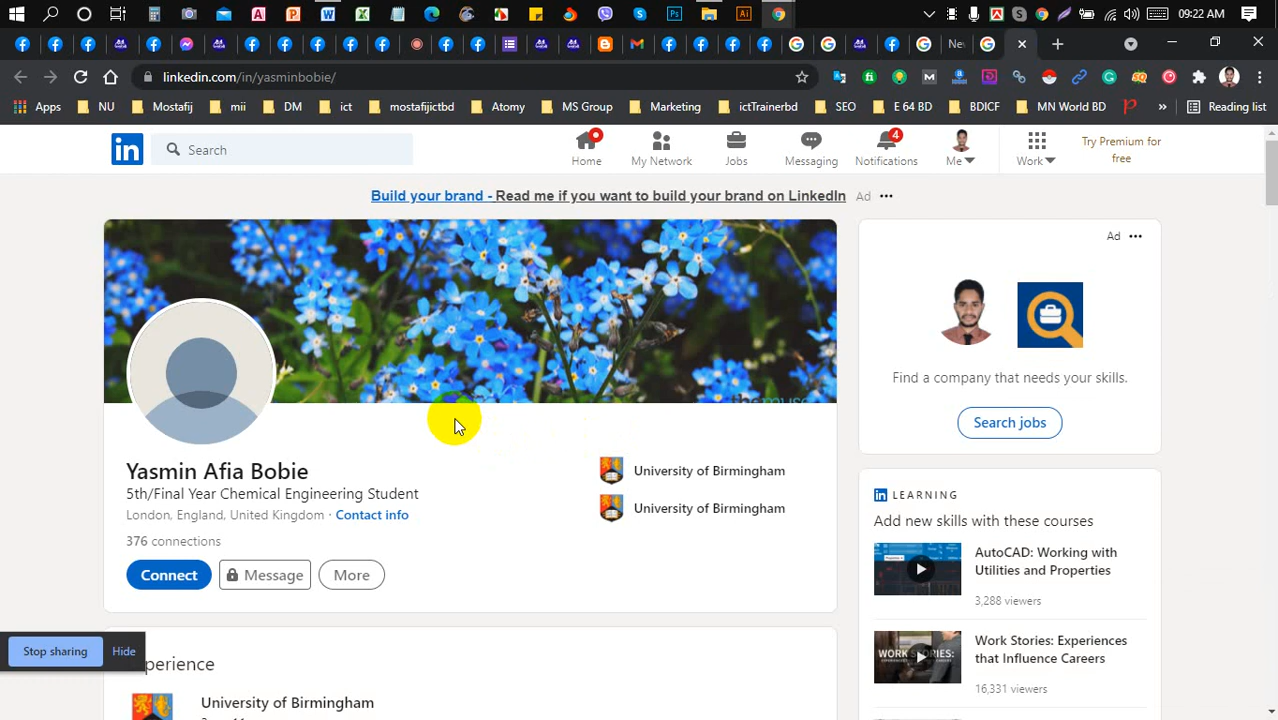 09:22 AM
Ne
linkedin.com/in/yasminbobie/
Apps
NU
Mostafij
mii
DM
ict
mostafijictbd
Atomy
MS Group
Marketing
ictTrainerbd
SEO
E 64 BD
BDICF
MN World BD
»
Reading list
in
Search
Home
My Network
Jobs
Messaging
4
Notifications
Me
Work
Try Premium for
free
Build your brand - Read me if you want to build your brand on LinkedIn
Ad
Ad
Find a company that needs your skills.
Search jobs
Yasmin Afia Bobie
5th/Final Year Chemical Engineering Student
London, England, United Kingdom · Contact info
376 connections
Connect
Message
More
University of Birmingham
University of Birmingham
in LEARNING
Add new skills with these courses
AutoCAD: Working with
Utilities and Properties
3,288 viewers
WORK STORIES:
Work Stories: Experiences
that Influence Careers
16,331 viewers
Stop sharing
Hide
perience
University of Birmingham